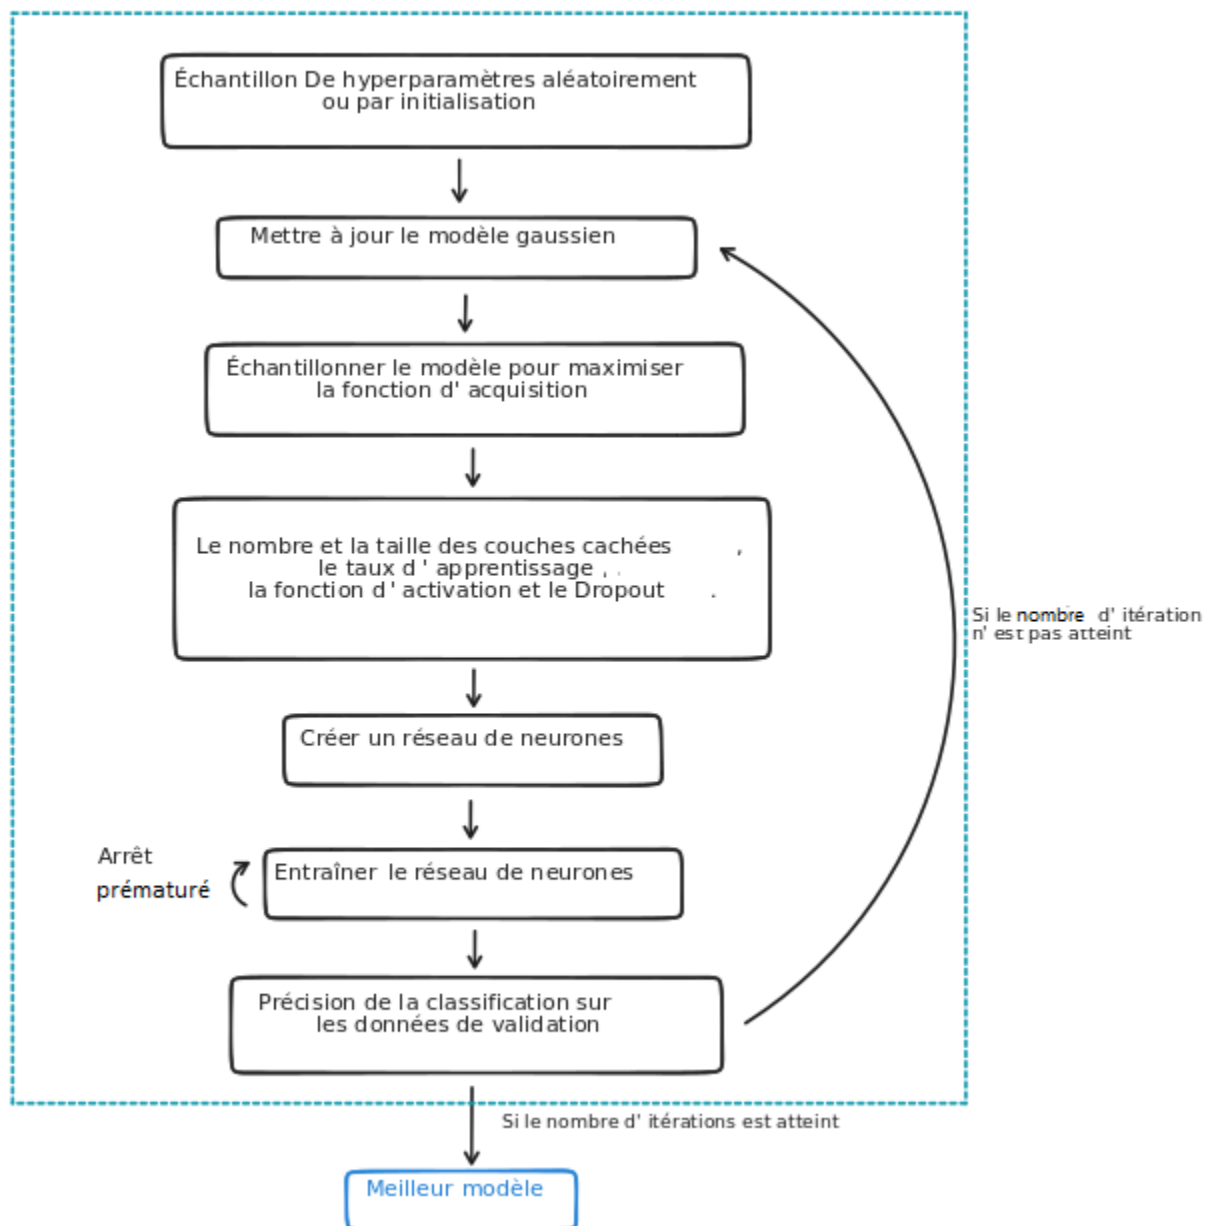 Échantillon De hyperparamètres aléatoirement
ou par initialisation
Mettre à jour le modèle gaussien
Échantillonner le modèle pour maximiser
la fonction d' acquisition
Le nombre et la taille des couches cachées ,
le taux d ' apprentissage , .
la fonction d ' activation et le Dropout .
Si le nombre d' itération
n' est pas atteint
Créer un réseau de neurones
Arrêt
prématuré
Entraîner le réseau de neurones
Précision de la classification sur
les données de validation
Si le nombre d' itérations est atteint
Meilleur modèle